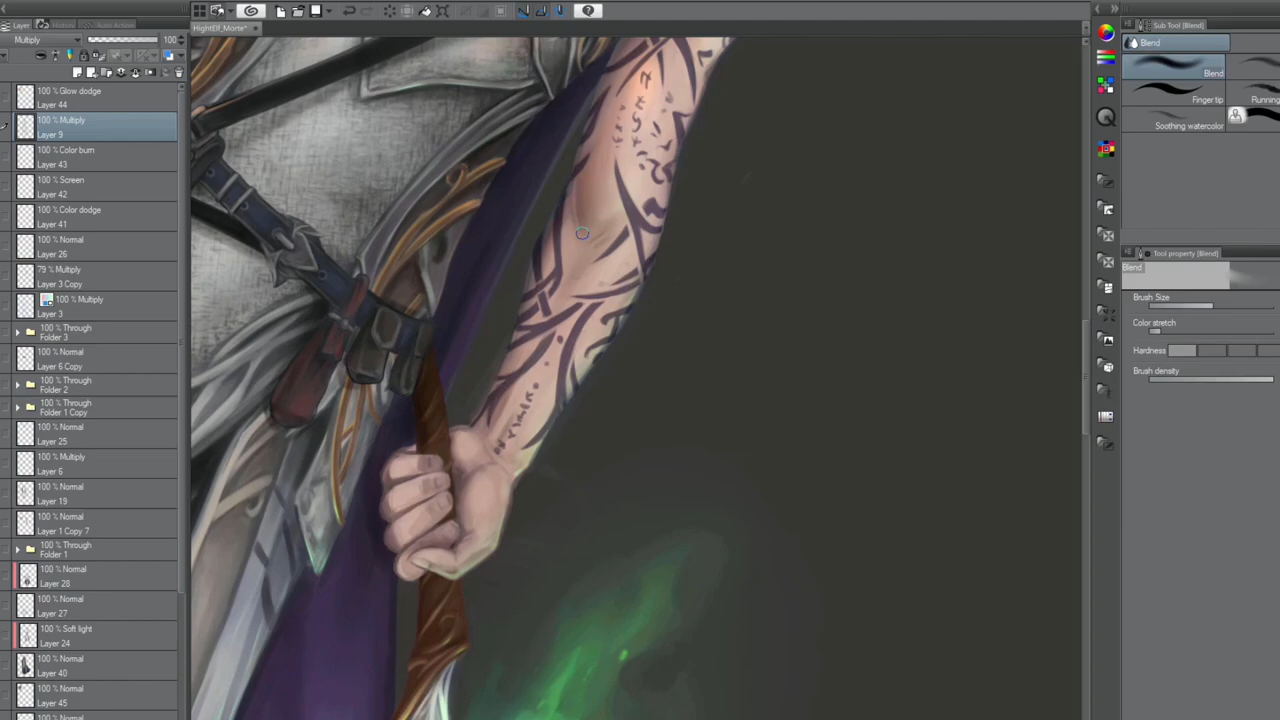 HightElf_Morte*
Layer
History
Auto Action
Multiply
100
100 % Glow dodge
Layer 44
100 % Multiply
Layer 9
100 % Color burn
Layer 43
100 % Screen
Layer 42
100 % Color dodge
Layer 41
100 % Normal
Layer 26
79 % Multiply
Layer 3 Copy
100 % Multiply
Layer 3
100 % Through
Folder 3
100 % Normal
Layer 6 Copy
100 % Through
Folder 2
100 % Through
Folder 1 Copy
100 % Normal
Layer 25
100 % Multiply
Layer 6
100 % Normal
Layer 19
100 % Normal
Layer 1 Copy 7
100 % Through
Folder 1
100 % Normal
Layer 28
100 % Normal
Layer 27
100 % Soft light
Layer 24
100 % Normal
Layer 40
100 % Normal
Layer 45
100 % Normal
Sub Tool [Blend]
Blend
Blend
Finger tip
Running
Soothing watercolor
Tool property [Blend]
Blend
Brush Size
Color stretch
Hardness
Brush density